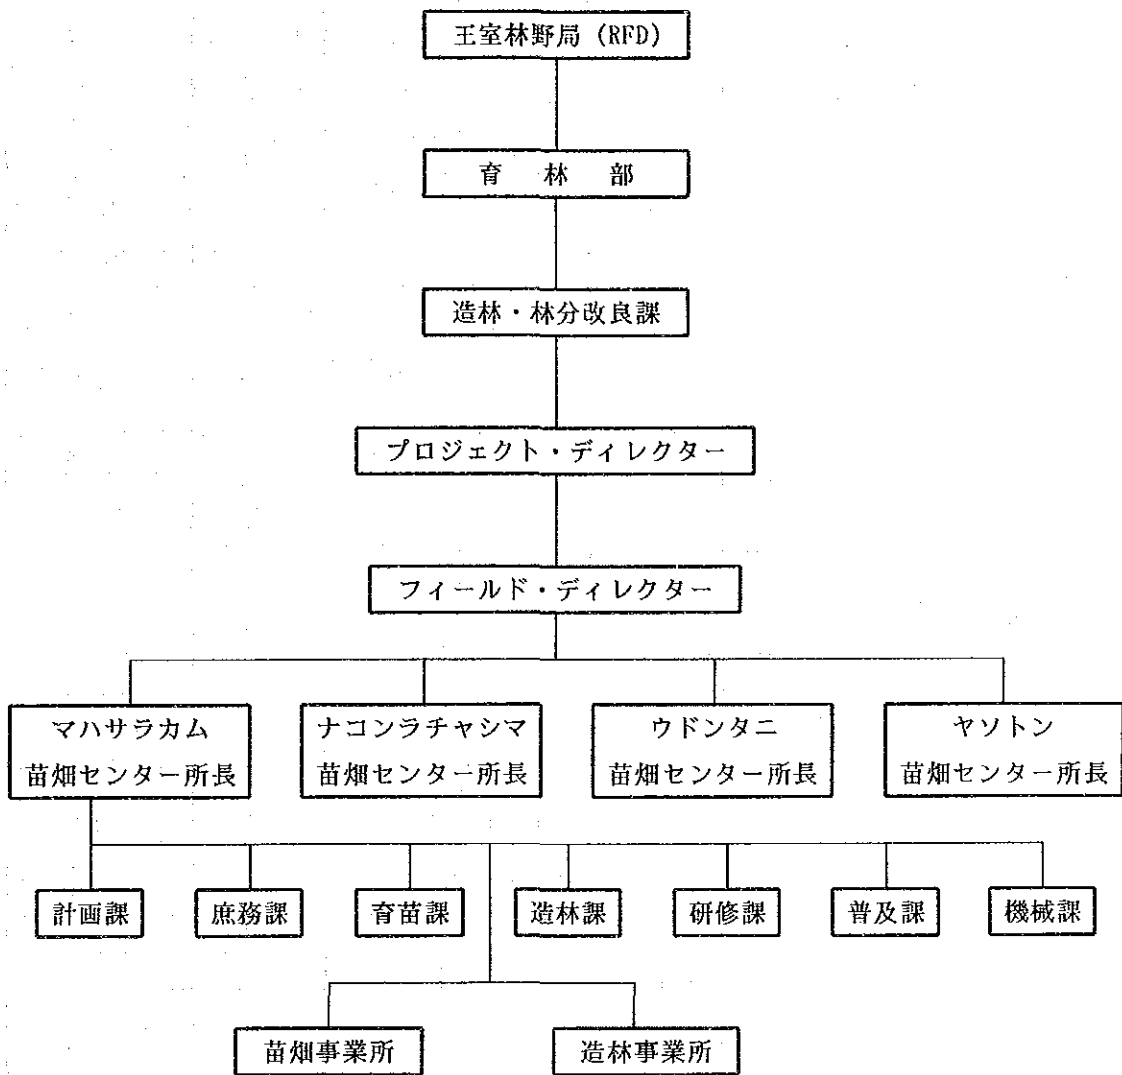 王室林野局 (RFD)
育林部
造林・林分改良課
プロジェクト・ディレクター
フィールド・ディレクター
マハサラカム
苗畑センター所長
ナコンラチャシマ
苗畑センター所長
ウドンタニ
苗畑センター所長
ヤソトン
苗畑センター所長
計画課
庶務課
育苗課
造林課
研修課
普及課
機械課
苗畑事業所
造林事業所